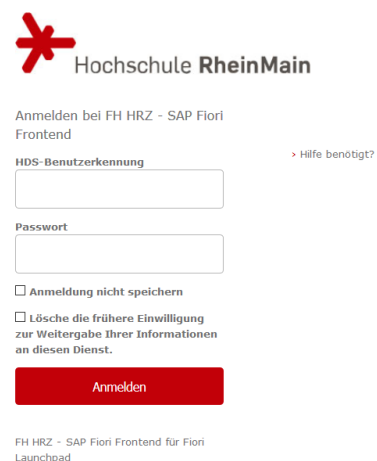 Hochschule RheinMain
Anmelden bei FH HRZ - SAP Fiori
Frontend
HDS-Benutzerkennung
> Hilfe benötigt?
Passwort
Anmeldung nicht speichern
Lösche die frühere Einwilligung
zur Weitergabe Ihrer Informationen
an diesen Dienst.
Anmelden
FH HRZ - SAP Fiori Frontend für Fiori
Launchpad